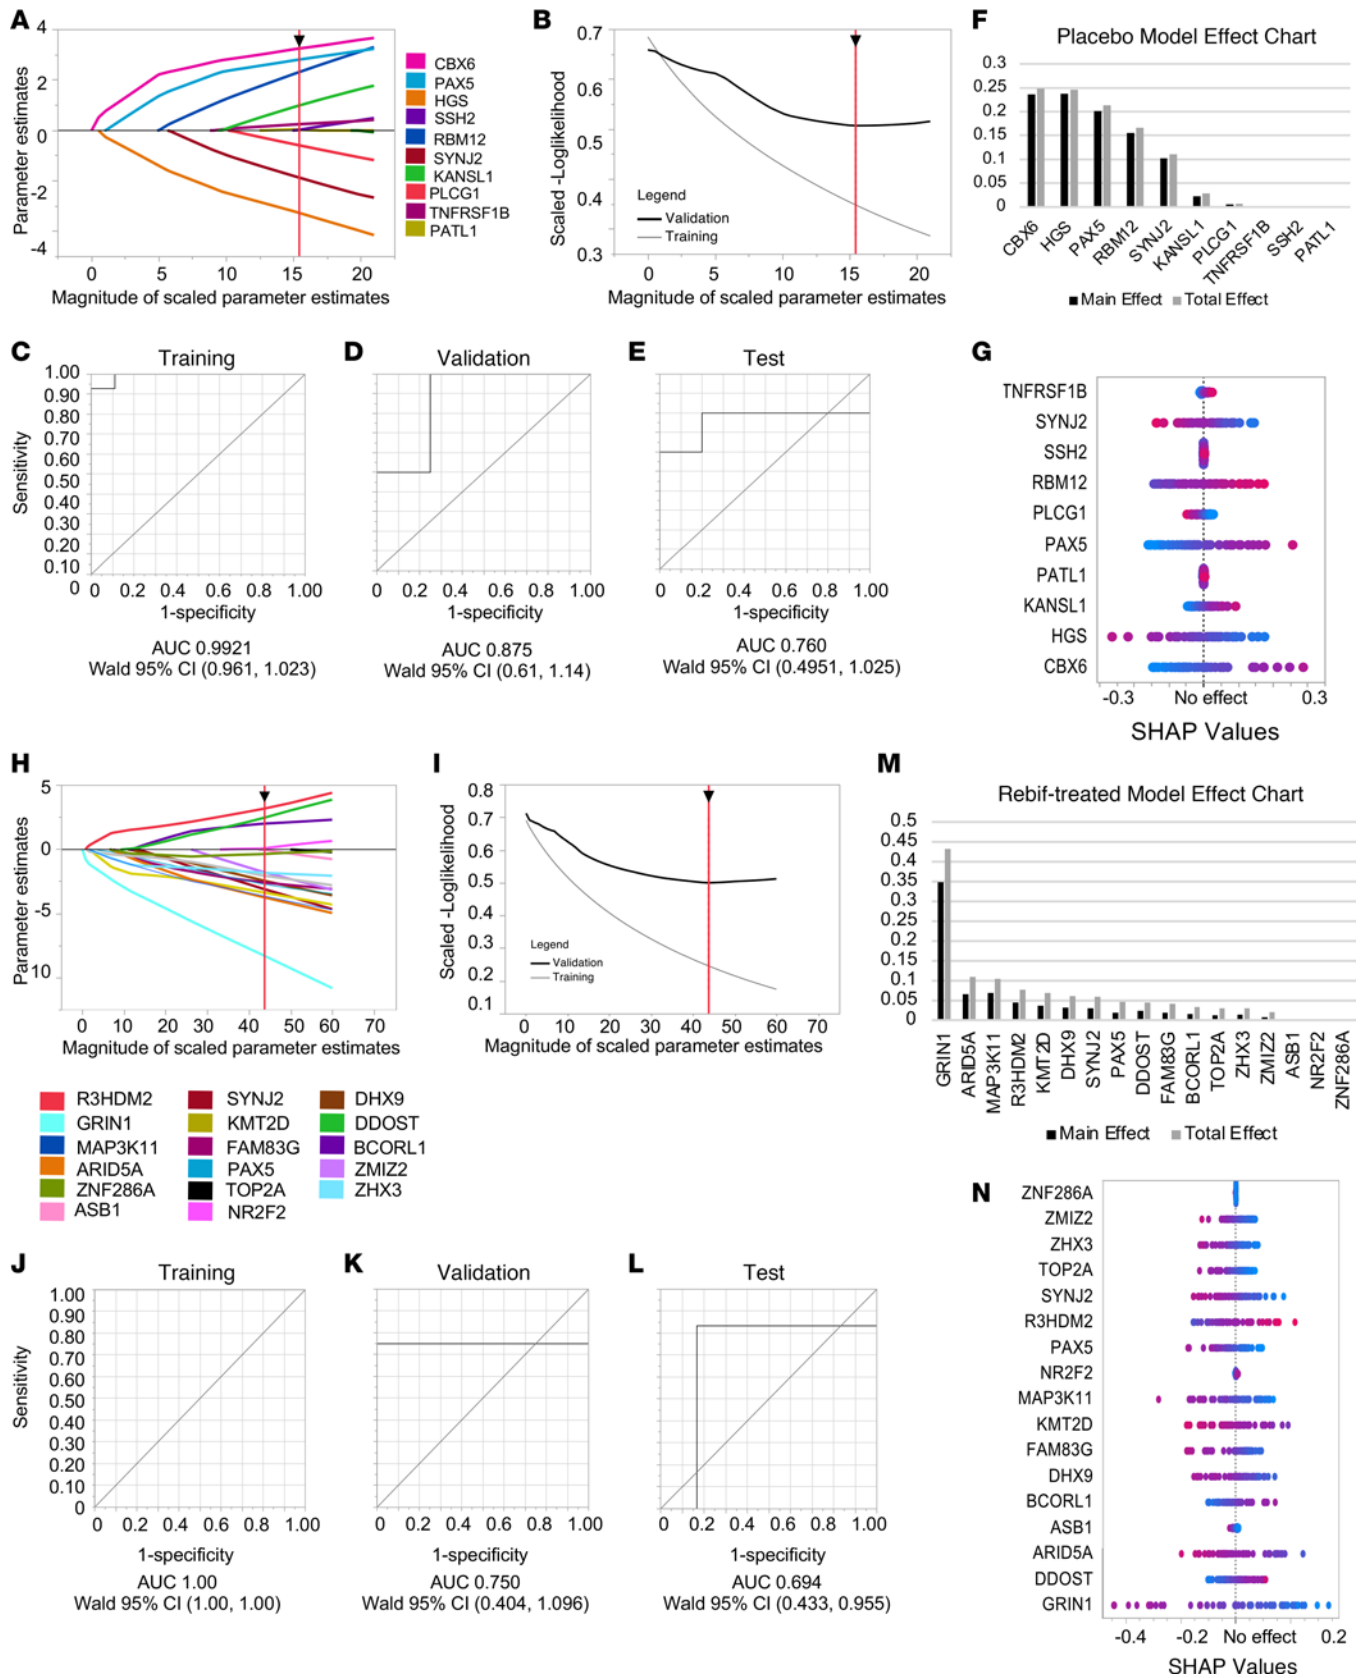 A
4
2
0
-2
-4
Parameter estimates
0
5
10
15
20
Magnitude of scaled parameter estimates
CBX6
PAX5
HGS
SSH2
RBM12
SYNJ2
KANSL1
PLCG1
TNFRSF1B
PATL1
B
0.7
0.6
0.5
0.4
0.3
Scaled -Loglikelihood
Legend
Validation
Training
0
5
10
15
20
Magnitude of scaled parameter estimates
F
Placebo Model Effect Chart
0.3
0.25
0.2
0.15
0.1
0.05
0
CBX6
HGS
PAX5
RBM12
SYNJ2
KANSL1
PLCG1
TNFRSF1B
SSH2
PATL1
Main Effect
Total Effect
C
Training
1.00
0.90
0.80
0.70
0.60
0.50
0.40
0.30
0.20
0.10
0
Sensitivity
0 0.2 0.4 0.6 0.8 1.00
1-specificity
AUC 0.9921
Wald 95% CI (0.961, 1.023)
D
Validation
0 0.2 0.4 0.6 0.8 1.00
1-specificity
AUC 0.875
Wald 95% CI (0.61, 1.14)
E
Test
0 0.2 0.4 0.6 0.8 1.00
1-specificity
AUC 0.760
Wald 95% CI (0.4951, 1.025)
G
TNFRSF1B
SYNJ2
SSH2
RBM12
PLCG1
PAX5
PATL1
KANSL1
HGS
CBX6
-0.3 No effect 0.3
SHAP Values
H
5
0
-5
10
Parameter estimates
0 10 20 30 40 50 60 70
Magnitude of scaled parameter estimates
R3HDM2
GRIN1
MAP3K11
ARID5A
ZNF286A
ASB1
SYNJ2
KMT2D
FAM83G
PAX5
TOP2A
NR2F2
DHX9
DDOST
BCORL1
ZMIZ2
ZHX3
I
0.8
0.7
0.6
0.5
0.4
0.3
0.2
0.1
Scaled -Loglikelihood
Legend
Validation
Training
0 10 20 30 40 50 60 70
Magnitude of scaled parameter estimates
M
Rebif-treated Model Effect Chart
0.5
0.45
0.4
0.35
0.3
0.25
0.2
0.15
0.1
0.05
0
GRIN1
ARID5A
MAP3K11
R3HDM2
KMT2D
DHX9
SYNJ2
PAX5
DDOST
FAM83G
BCORL1
TOP2A
ZHX3
ZMIZ2
ASB1
NR2F2
ZNF286A
Main Effect
Total Effect
J
Training
1.00
0.90
0.80
0.70
0.60
0.50
0.40
0.30
0.20
0.10
0
Sensitivity
0 0.2 0.4 0.6 0.8 1.00
1-specificity
AUC 1.00
Wald 95% CI (1.00, 1.00)
K
Validation
0 0.2 0.4 0.6 0.8 1.00
1-specificity
AUC 0.750
Wald 95% CI (0.404, 1.096)
L
Test
0 0.2 0.4 0.6 0.8 1.00
1-specificity
AUC 0.694
Wald 95% CI (0.433, 0.955)
N
ZNF286A
ZMIZ2
ZHX3
TOP2A
SYNJ2
R3HDM2
PAX5
NR2F2
MAP3K11
KMT2D
FAM83G
DHX9
BCORL1
ASB1
ARID5A
DDOST
GRIN1
-0.4 -0.2 No effect 0.2
SHAP Values